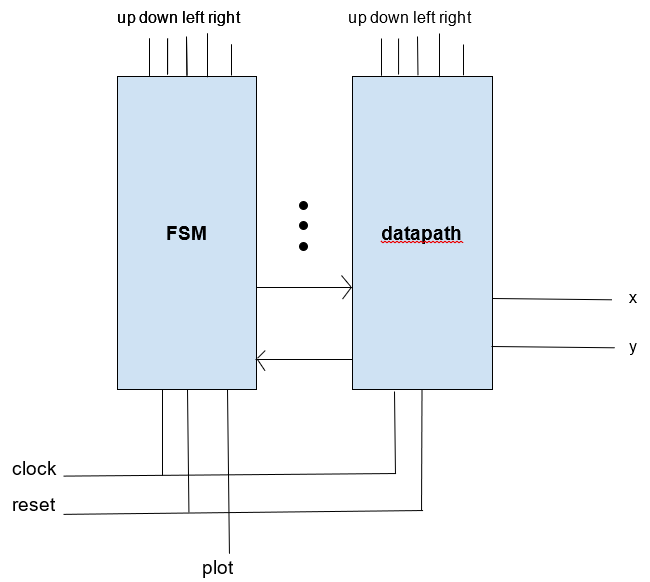 up down left right
up down left right
FSM
datapath
x
y
clock
reset
plot